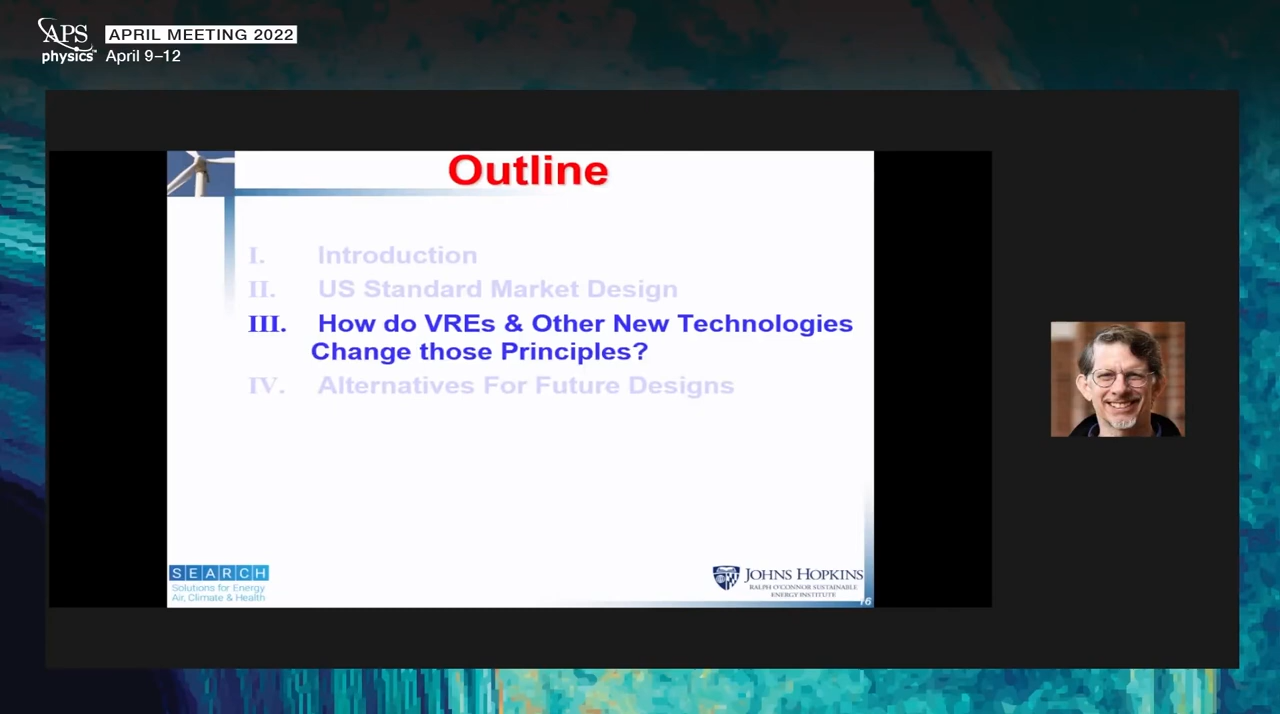 APS
physics
APRIL MEETING 2022
April 9–12
Outline
I. Introduction
II. US Standard Market Design
III. How do VREs & Other New Technologies
Change those Principles?
IV. Alternatives For Future Designs
SEARCH
Solutions for Energy
Air, Climate & Health
JOHNS HOPKINS
RALPH O'CONNOR SUSTAINABLE
ENERGY INSTITUTE
16